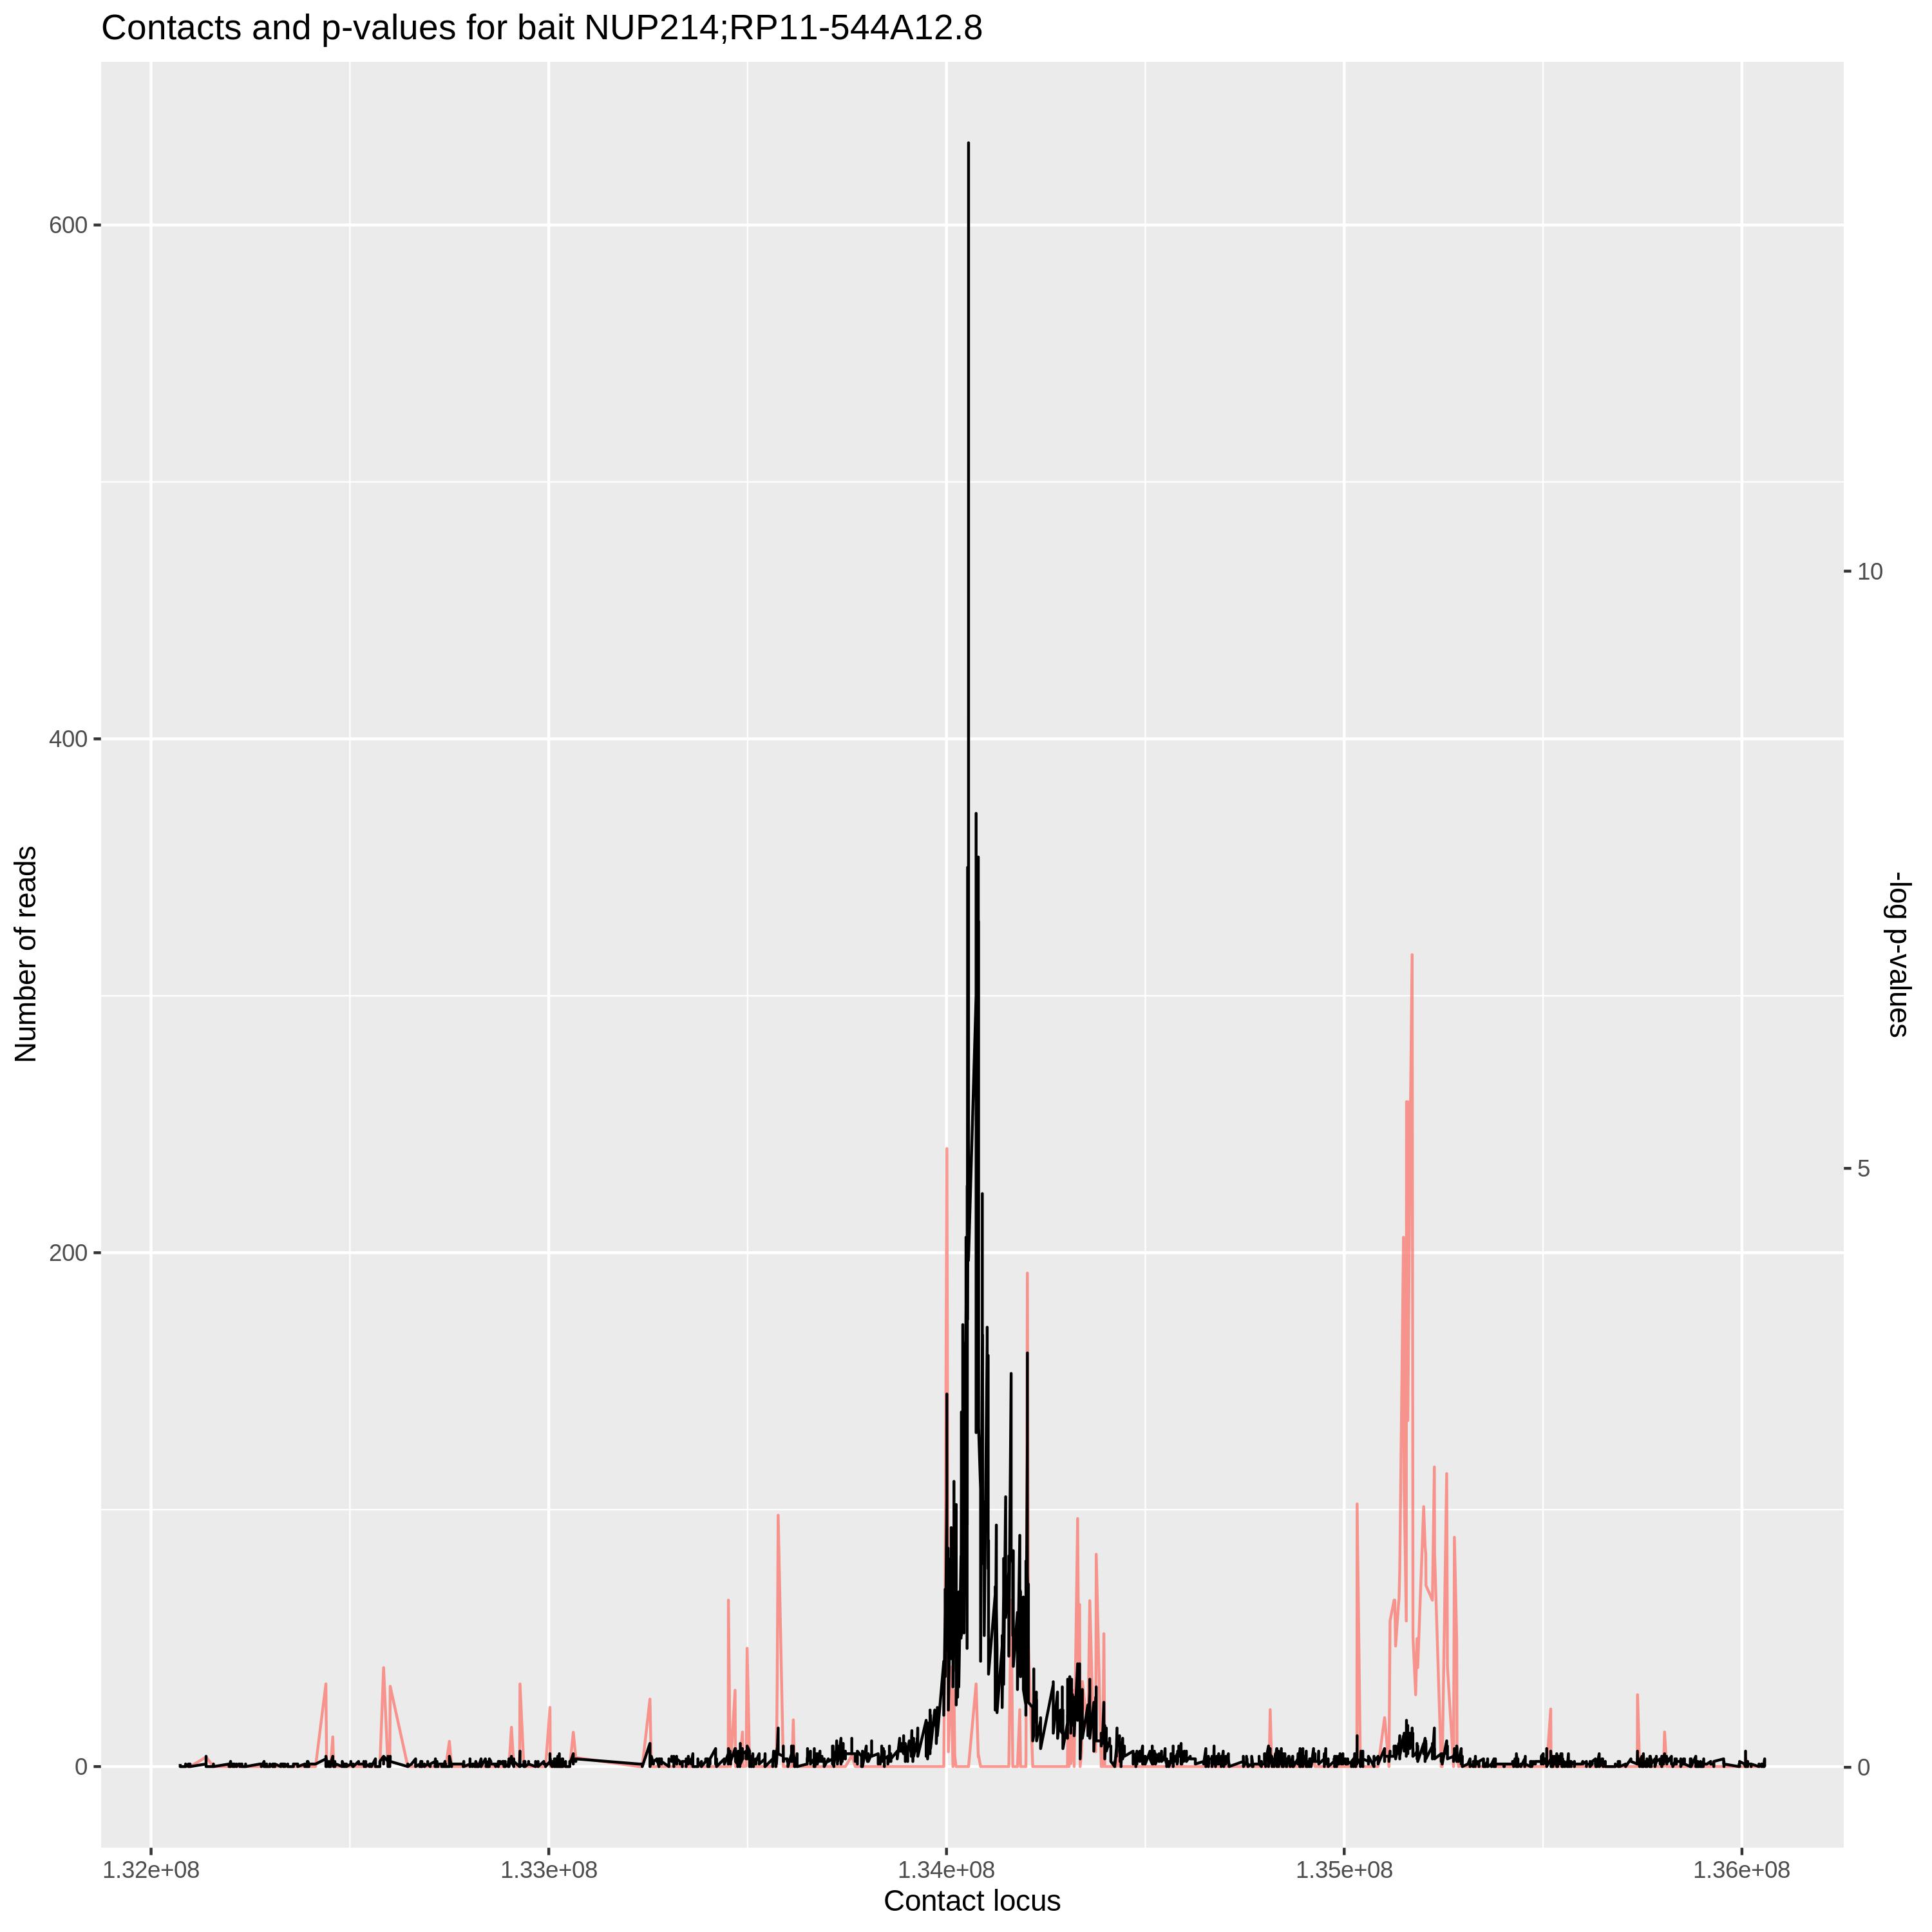 Contacts and p-values for bait NUP214;RP11-544A12.8
600
400
200
0
Number of reads
10
5
0
-log p-values
1.32e+08
1.33e+08
1.34e+08
1.35e+08
1.36e+08
Contact locus